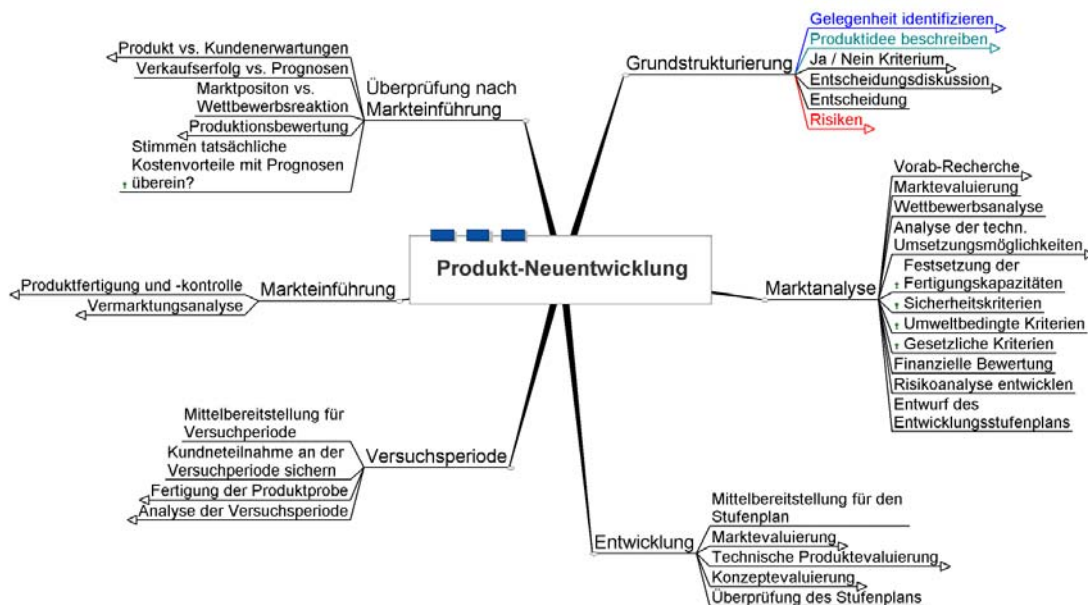 Produkt-Neuentwicklung
Grundstrukturierung
Gelegenheit identifizieren
Produktidee beschreiben
Ja / Nein Kriterium
Entscheidungsdiskussion
Entscheidung
Risiken
Marktanalyse
Vorab-Recherche
Marktevaluierung
Wettbewerbsanalyse
Analyse der techn.
Umsetzungsmöglichkeiten
Festsetzung der
Fertigungskapazitäten
Sicherheitskriterien
Umweltbedingte Kriterien
Gesetzliche Kriterien
Finanzielle Bewertung
Risikoanalyse entwicklen
Entwurf des
Entwicklungsstufenplans
Entwicklung
Mittelbereitstellung für den
Stufenplan
Marktevaluierung
Technische Produktevaluierung
Konzeptevaluierung
Überprüfung des Stufenplans
Versuchsperiode
Mittelbereitstellung für
Versuchperiode
Kundneteilnahme an der
Versuchperiode sichern
Fertigung der Produktprobe
Analyse der Versuchsperiode
Markteinführung
Produktfertigung und -kontrolle
Vermarktungsanalyse
Überprüfung nach
Markteinführung
Produkt vs. Kundenerwartungen
Verkaufserfolg vs. Prognosen
Marktpositon vs.
Wettbewerbsreaktion
Produktionsbewertung
Stimmen tatsächliche
Kostenvorteile mit Prognosen
überein?